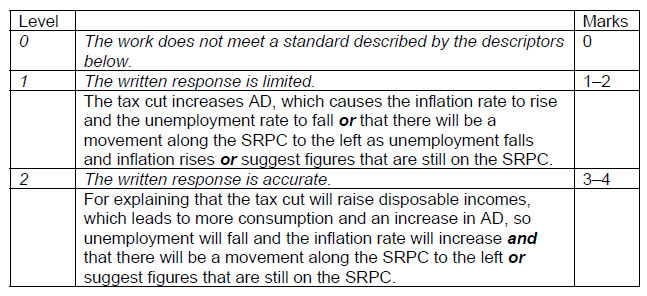 Level Marks
0 The work does not meet a standard described by the descriptors 0
below.
1 The written response is limited. 1–2
The tax cut increases AD, which causes the inflation rate to rise
and the unemployment rate to fall or that there will be a
movement along the SRPC to the left as unemployment falls
and inflation rises or suggest figures that are still on the SRPC.
2 The written response is accurate. 3–4
For explaining that the tax cut will raise disposable incomes,
which leads to more consumption and an increase in AD, so
unemployment will fall and the inflation rate will increase and
that there will be a movement along the SRPC to the left or
suggest figures that are still on the SRPC.